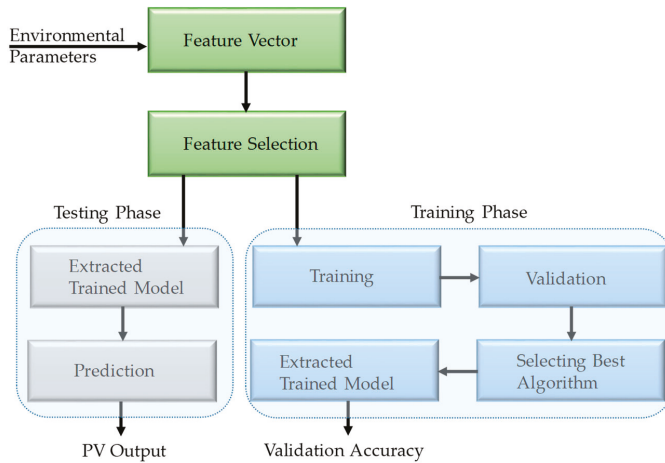 Environmental
Parameters
Feature Vector
Feature Selection
Testing Phase
Training Phase
Extracted
Trained Model
Training
Validation
Prediction
Extracted
Trained Model
Selecting Best
Algorithm
PV Output
Validation Accuracy